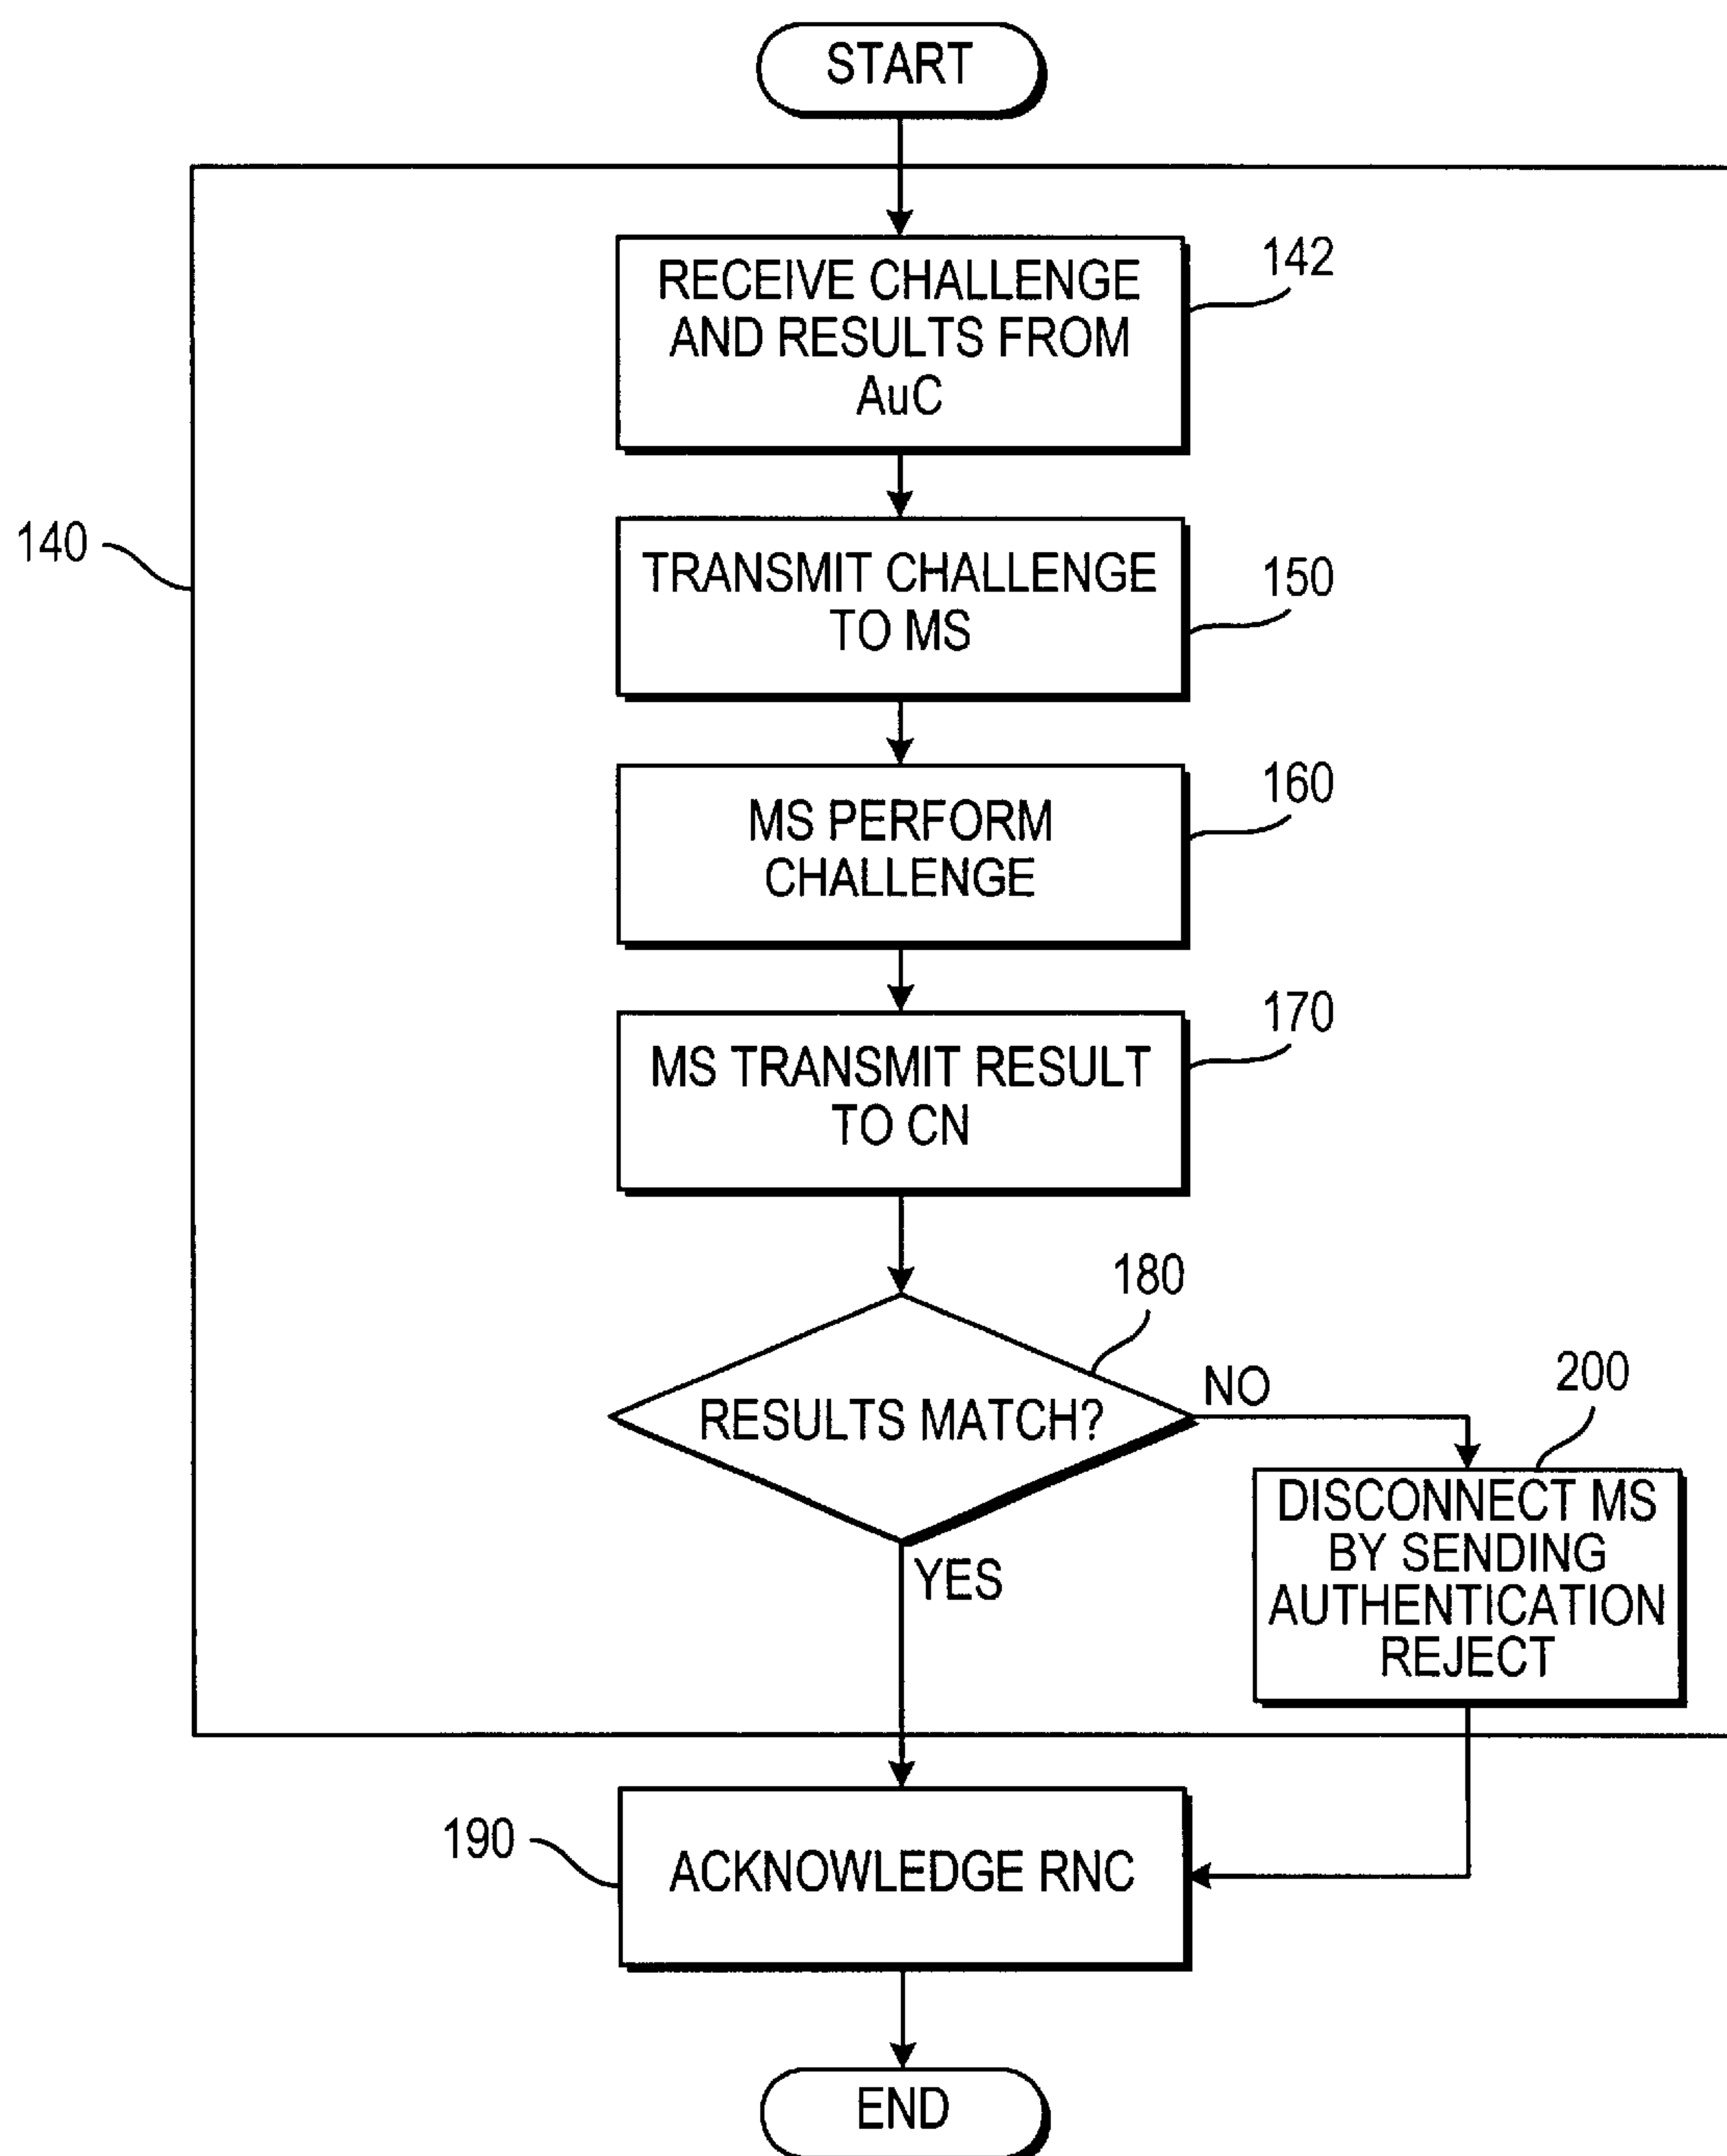 START
RECEIVE CHALLENGE
AND RESULTS FROM
AuC
142
140
TRANSMIT CHALLENGE
TO MS
150
MS PERFORM
CHALLENGE
160
MS TRANSMIT RESULT
TO CN
170
180
RESULTS MATCH?
NO
200
DISCONNECT MS
BY SENDING
AUTHENTICATION
REJECT
YES
190
ACKNOWLEDGE RNC
END